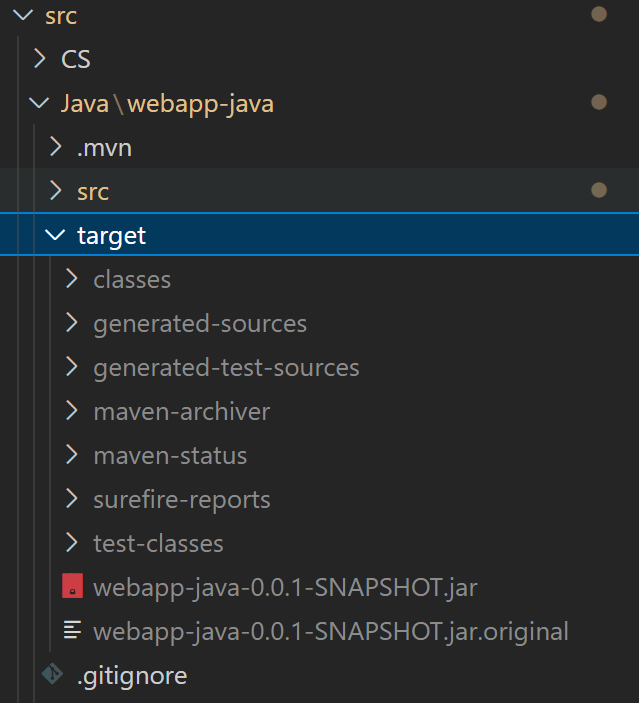 src
CS
Java\webapp-java
.mvn
src
target
classes
generated-sources
generated-test-sources
maven-archiver
maven-status
surefire-reports
test-classes
webapp-java-0.0.1-SNAPSHOT.jar
webapp-java-0.0.1-SNAPSHOT.jar.original
.gitignore